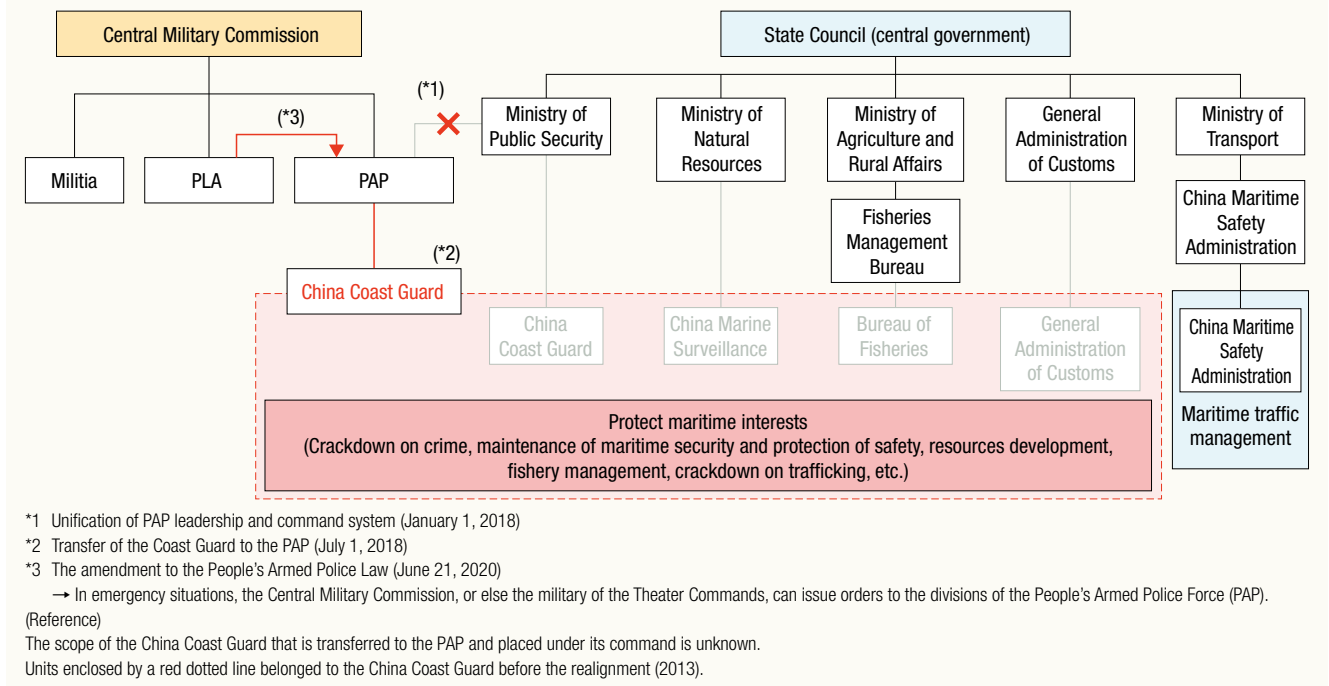 Central Military Commission
State Council (central government)
(*1)
(*3)
Militia
PLA
PAP
Ministry of
Public Security
Ministry of
Natural
Resources
Ministry of
Agriculture and
Rural Affairs
General
Administration
of Customs
Ministry of
Transport
Fisheries
Management
Bureau
China Maritime
Safety
Administration
(*2)
China Coast Guard
China
Coast Guard
China Marine
Surveillance
Bureau of
Fisheries
General
Administration
of Customs
China Maritime
Safety
Administration
Maritime traffic
management
Protect maritime interests
(Crackdown on crime, maintenance of maritime security and protection of safety, resources development,
fishery management, crackdown on trafficking, etc.)
*1 Unification of PAP leadership and command system (January 1, 2018)
*2 Transfer of the Coast Guard to the PAP (July 1, 2018)
*3 The amendment to the People’s Armed Police Law (June 21, 2020)
→ In emergency situations, the Central Military Commission, or else the military of the Theater Commands, can issue orders to the divisions of the People’s Armed Police Force (PAP).
(Reference)
The scope of the China Coast Guard that is transferred to the PAP and placed under its command is unknown.
Units enclosed by a red dotted line belonged to the China Coast Guard before the realignment (2013).